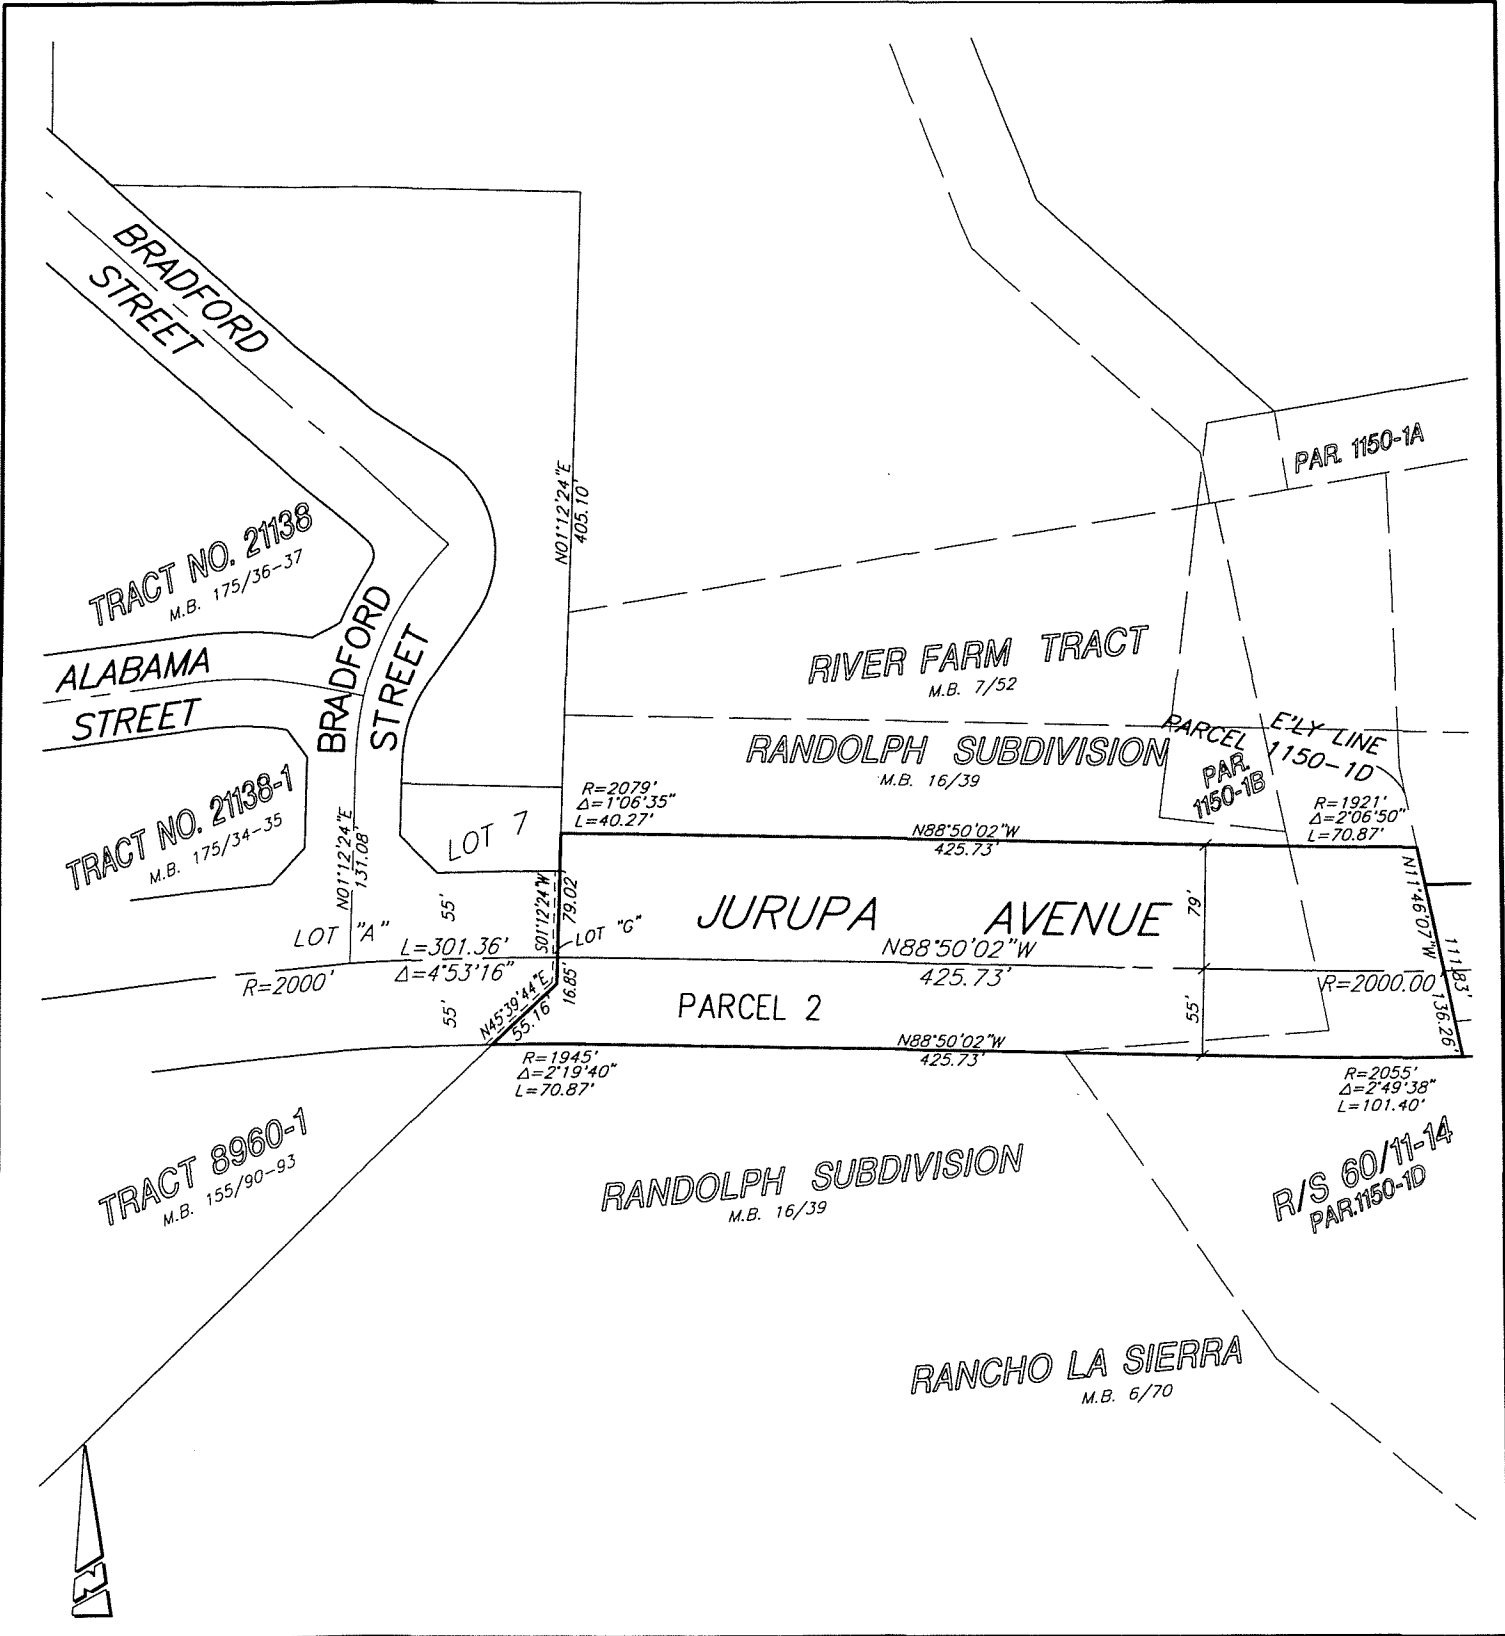 BRADFORD
STREET
PAR. 1150-1A
N01°12'24"E
405.10'
TRACT NO. 21138
M.B. 175/36-37
BRADFORD
STREET
ALABAMA
STREET
RIVER FARM TRACT
M.B. 7/52
RANDOLPH SUBDIVISION
M.B. 16/39
E'LY LINE
PARCEL 1150-1D
PAR.
1150-1B
TRACT NO. 21138-1
M.B. 175/34-35
N01°12'24"E
131.08'
LOT 7
R=2079'
Δ=1°06'35"
L=40.27'
R=1921'
Δ=2°06'50"
L=70.87'
N88°50'02"W
425.73'
S01°12'24"W
79.02'
LOT "G"
JURUPA AVENUE
79'
N11°46'07"W
111.83'
136.26'
LOT "A"
55'
L=301.36'
Δ=4°53'16"
R=2000'
55'
N88°50'02"W
425.73'
R=2000.00'
16.85'
N45°39'44"E
55.16'
PARCEL 2
55'
N88°50'02"W
425.73'
R=1945'
Δ=2°19'40"
L=70.87'
R=2055'
Δ=2°49'38"
L=101.40'
TRACT 8960-1
M.B. 155/90-93
RANDOLPH SUBDIVISION
M.B. 16/39
R/S 60/11-14
PAR.1150-1D
RANCHO LA SIERRA
M.B. 6/70
N